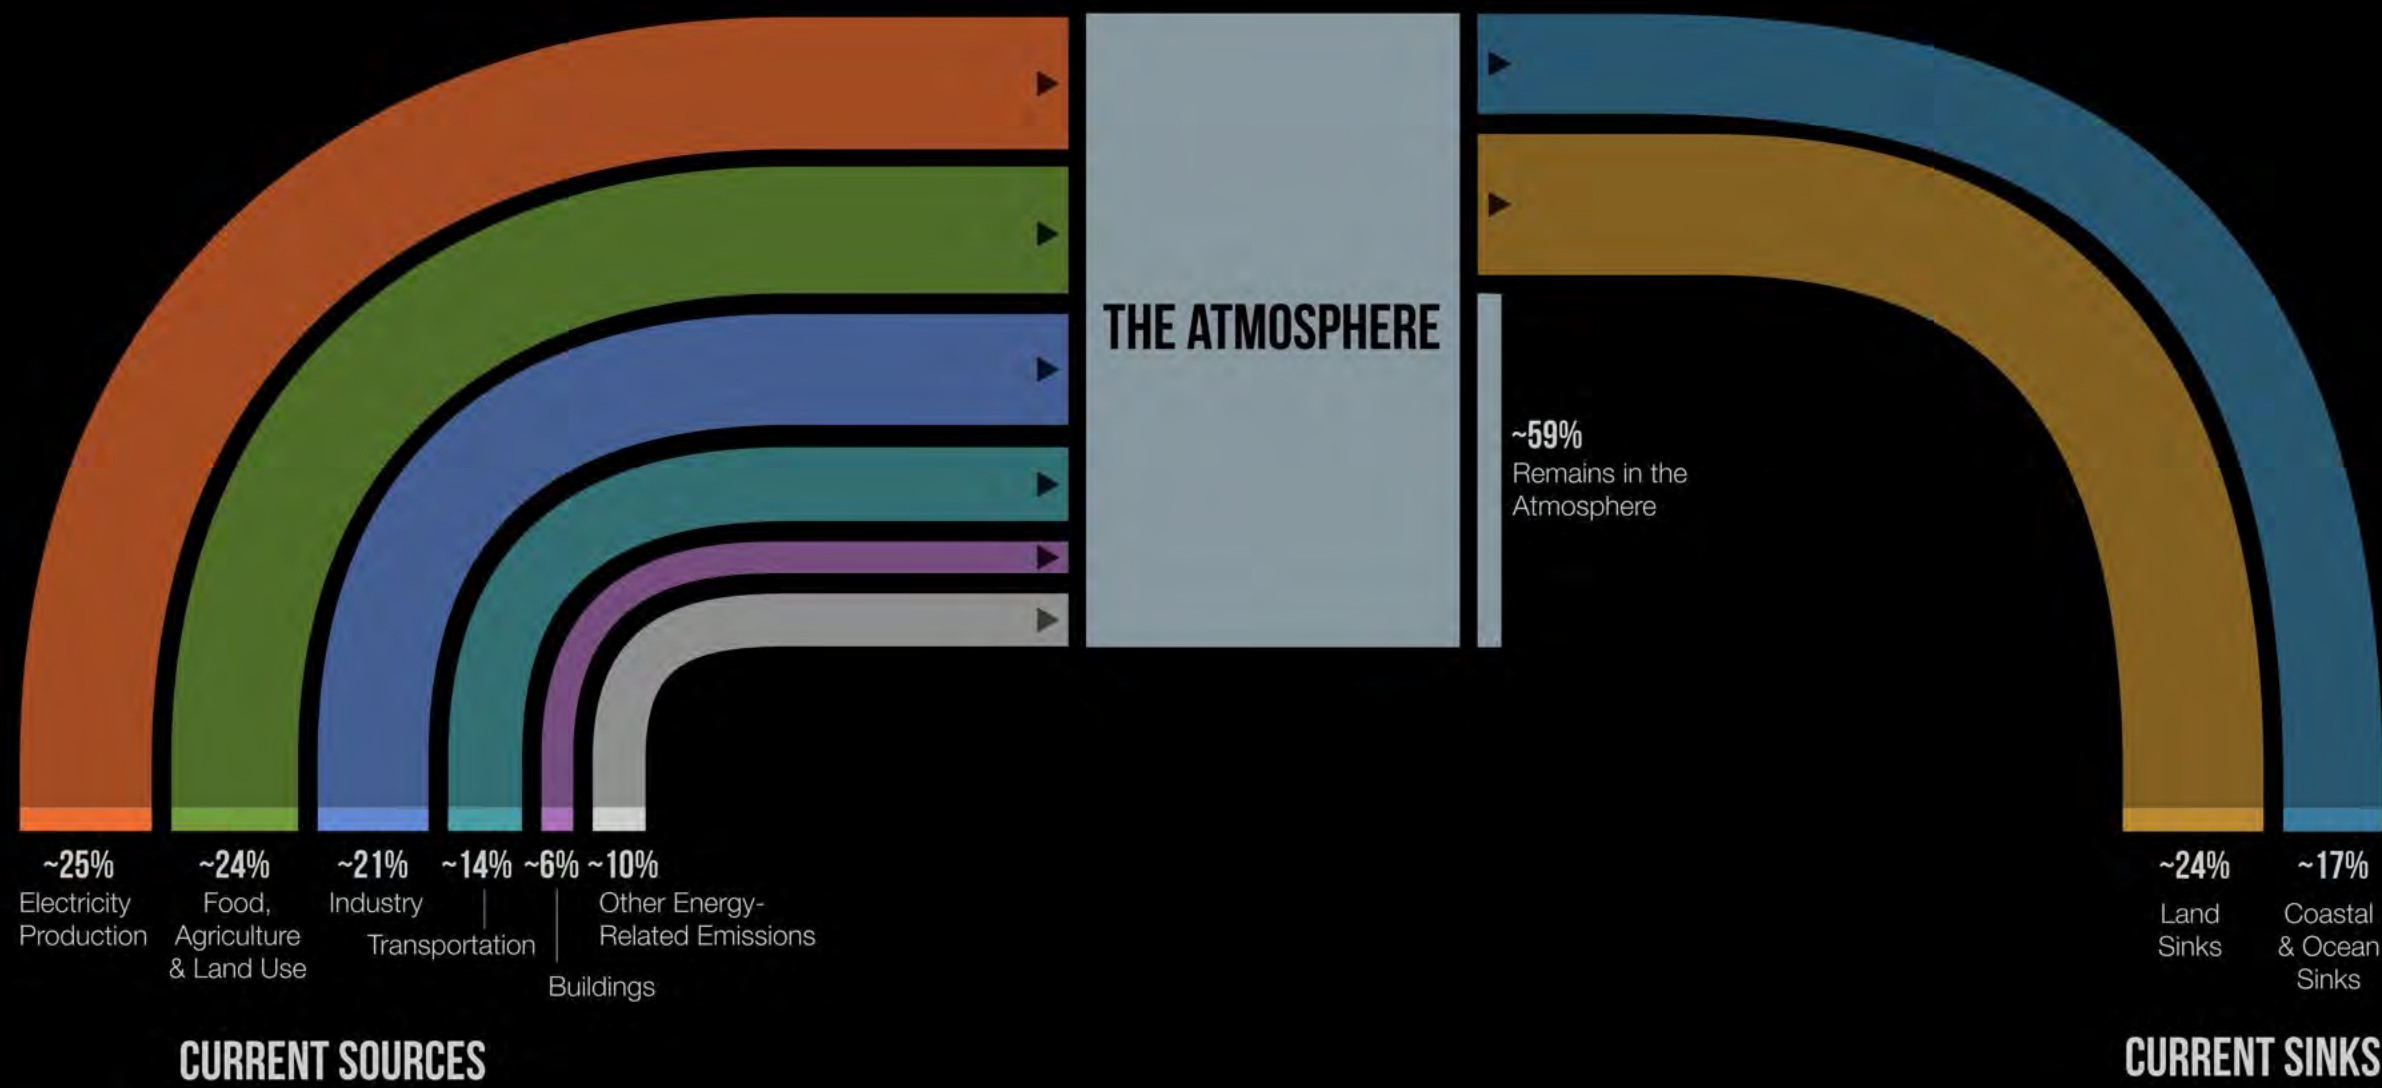 THE ATMOSPHERE
~59%
Remains in the
Atmosphere
~25%
Electricity
Production
~24%
Food,
Agriculture
& Land Use
~21%
Industry
~14%
Transportation
~6%
Buildings
~10%
Other Energy-
Related Emissions
CURRENT SOURCES
~24%
Land
Sinks
~17%
Coastal
& Ocean
Sinks
CURRENT SINKS